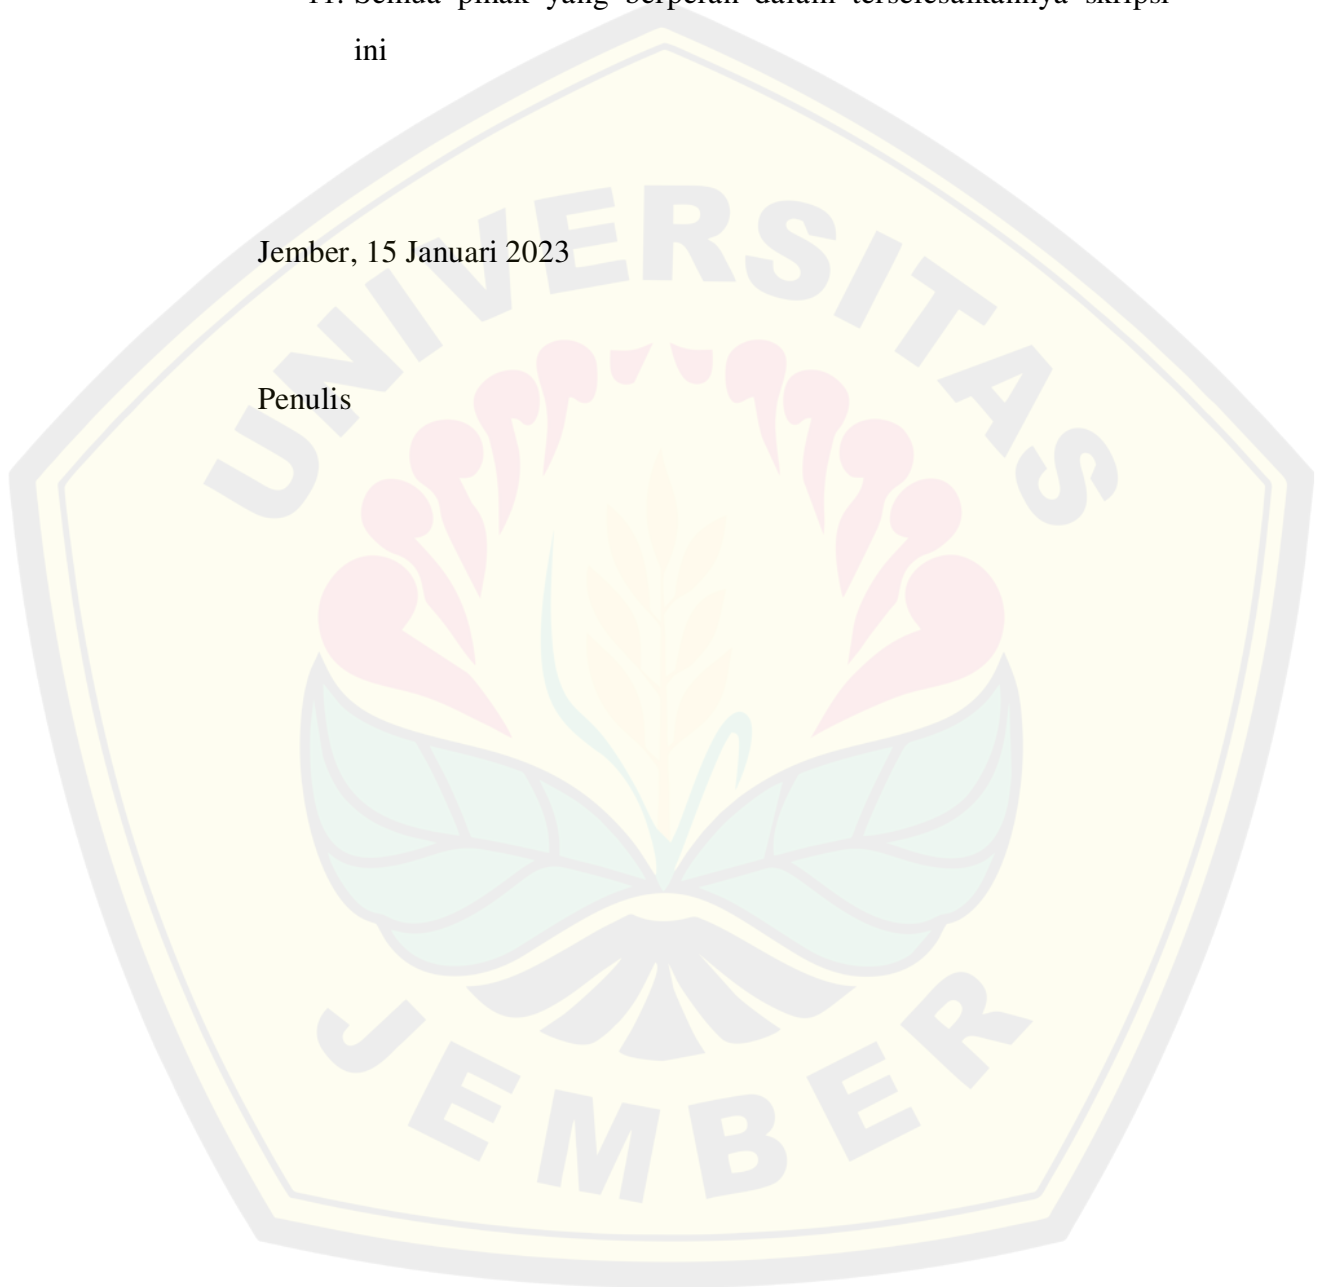 11. Semua pihak yang berperan dalam terselesaikannya skripsi
ini
Jember, 15 Januari 2023
Penulis
UNIVERSITAS
JEMBER